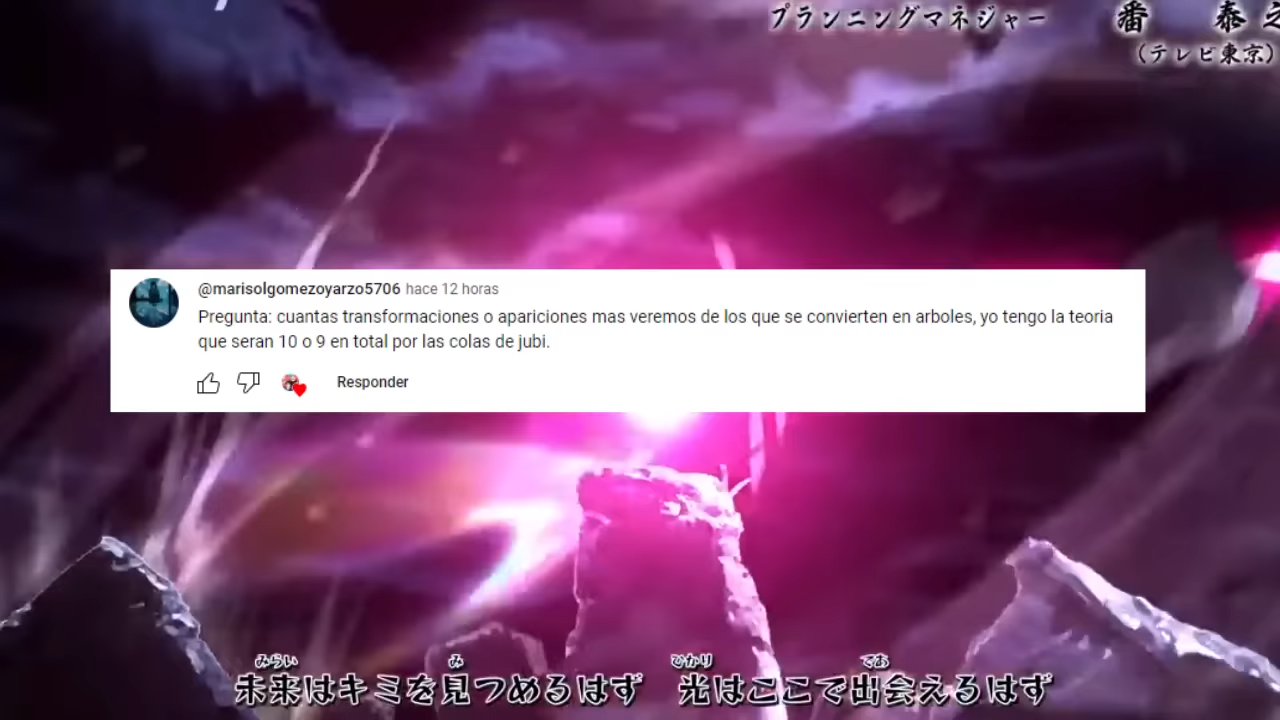 プランニングマネジャー 番 泰之
（テレビ東京）
@marisolgomezoyarzo5706 hace 12 horas
Pregunta: cuantas transformaciones o apariciones mas veremos de los que se convierten en arboles, yo tengo la teoria
que seran 10 o 9 en total por las colas de jubi.
Responder
みらい み ひかり であ
未来はキミを見つめるはず 光はここで出会えるはず